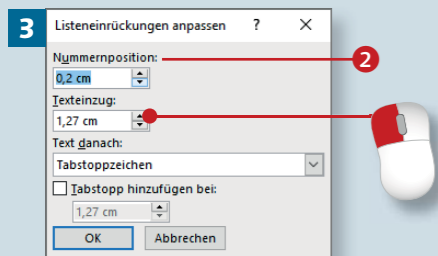 3
Listeneinrückungen anpassen ? ×
Nummernposition:
2
0,2 cm
Texteinzug:
1,27 cm
Text danach:
Tabstoppzeichen
Tabstopp hinzufügen bei:
1,27 cm
OK Abbrechen